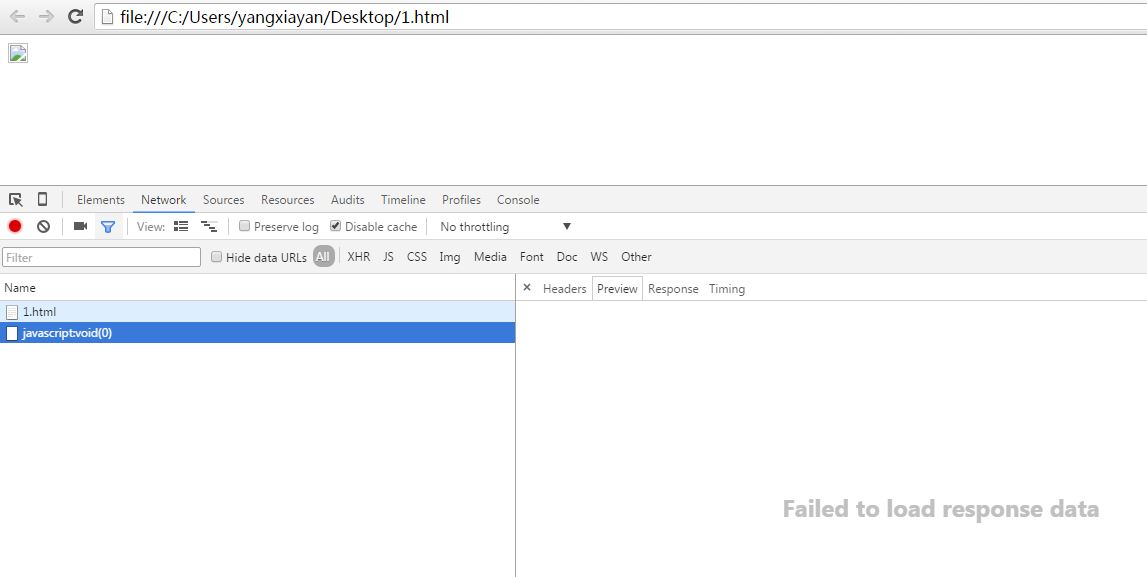 file:///C:/Users/yangxiayan/Desktop/1.html
Elements Network Sources Resources Audits Timeline Profiles Console
View: Preserve log Disable cache No throttling
Filter Hide data URLs All XHR JS CSS Img Media Font Doc WS Other
Name × Headers Preview Response Timing
1.html
javascript:void(0)
Failed to load response data